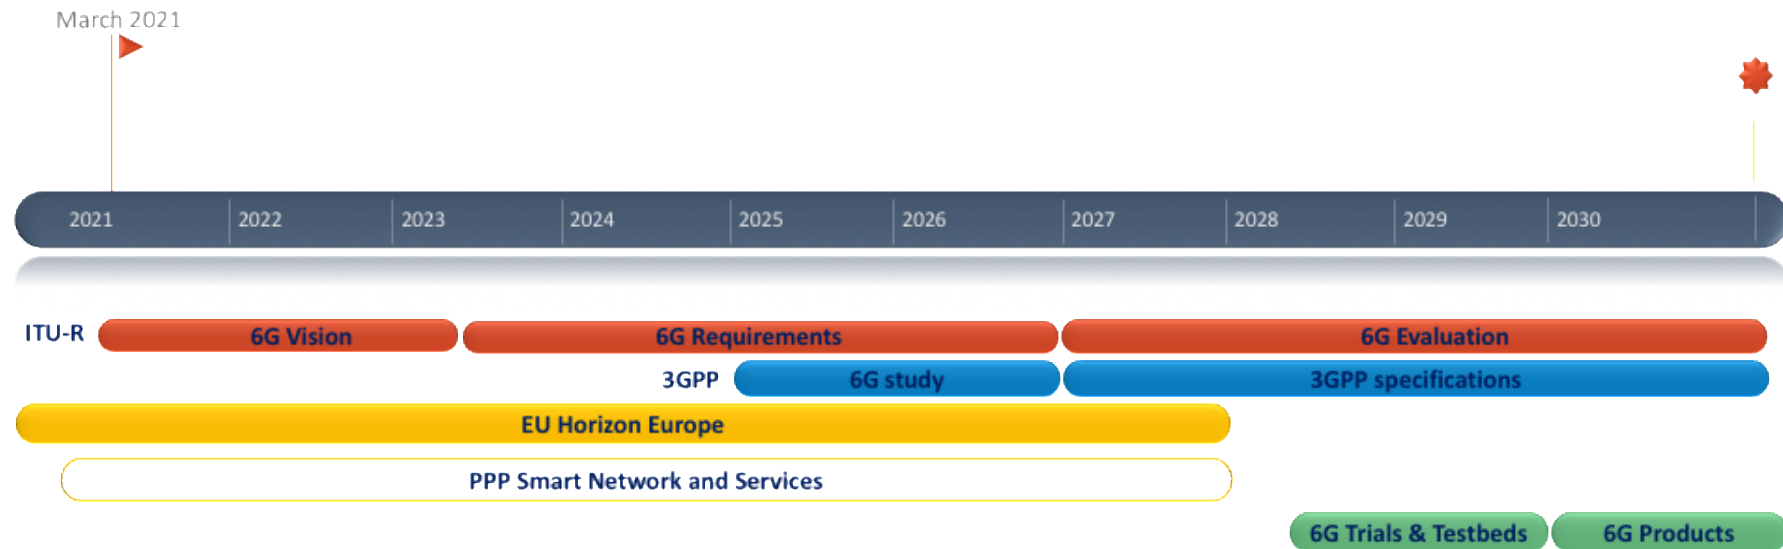 March 2021
2021 2022 2023 2024 2025 2026 2027 2028 2029 2030
ITU-R 6G Vision 6G Requirements 6G Evaluation
3GPP 6G study 3GPP specifications
EU Horizon Europe
PPP Smart Network and Services
6G Trials & Testbeds 6G Products